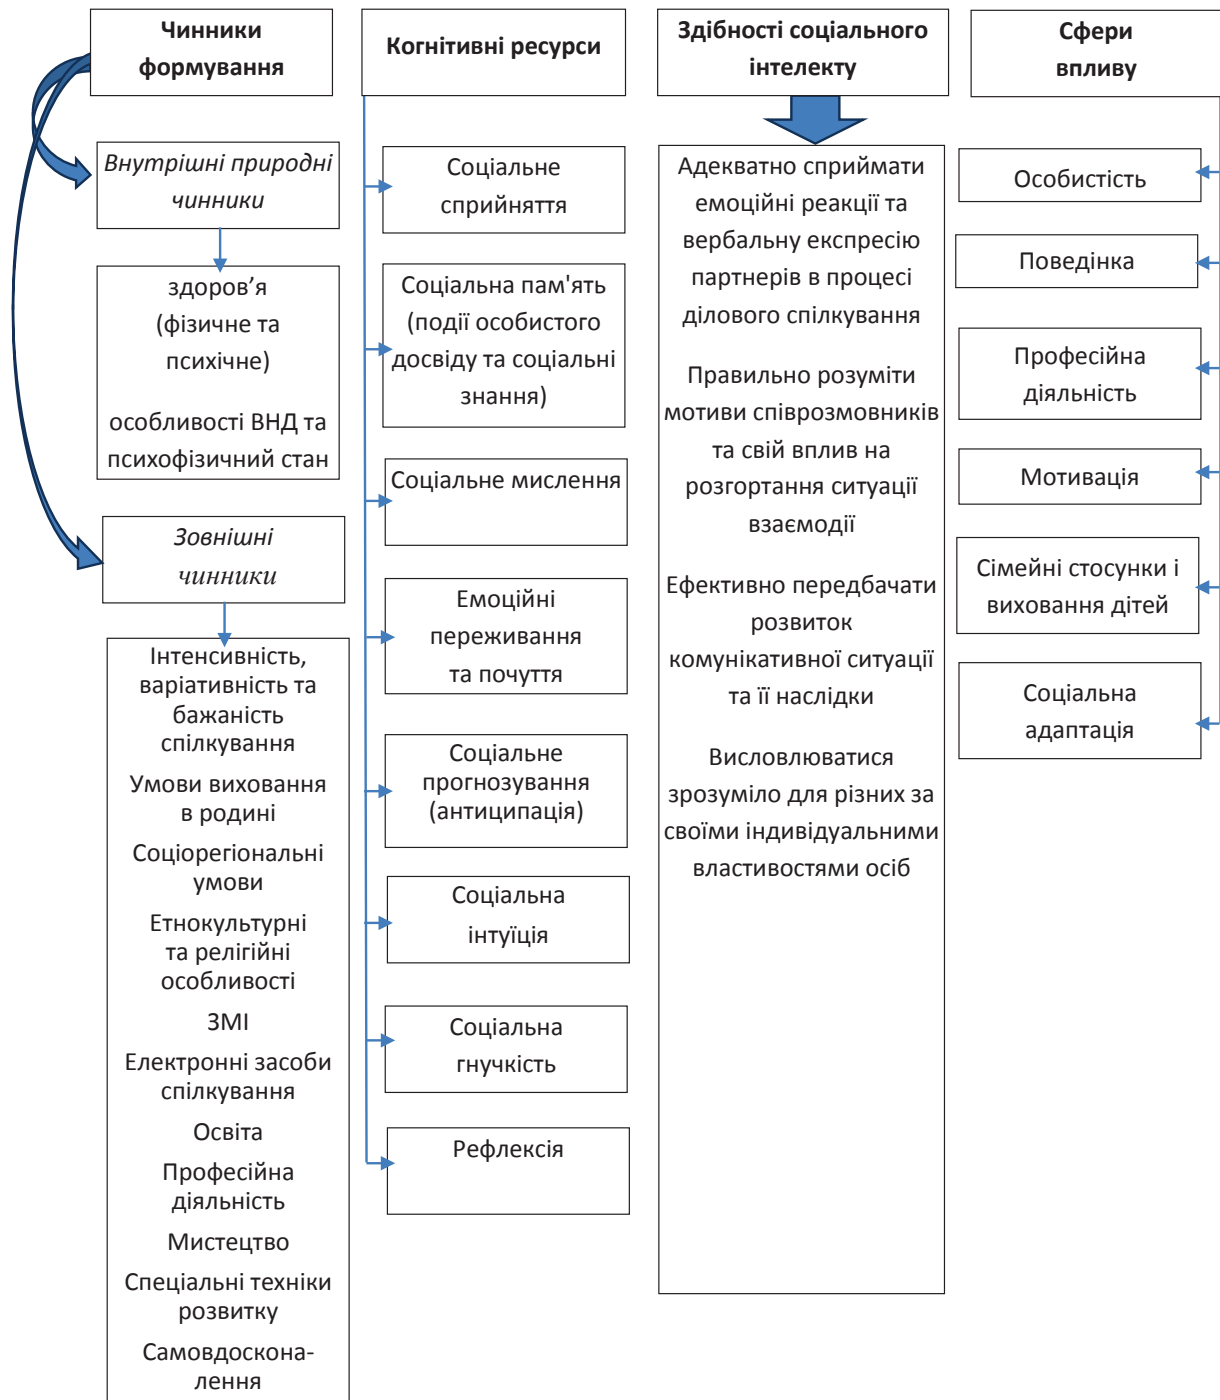 Чинники
формування
Внутрішні природні
чинники
здоров’я
(фізичне та
психічне)
особливості ВНД та
психофізичний стан
Зовнішні
чинники
Інтенсивність,
варіативність та
бажаність
спілкування
Умови виховання
в родині
Соціорегіональні
умови
Етнокультурні
та релігійні
особливості
ЗМІ
Електронні засоби
спілкування
Освіта
Професійна
діяльність
Мистецтво
Спеціальні техніки
розвитку
Самовдоскона-
лення
Когнітивні ресурси
Соціальне
сприйняття
Соціальна пам'ять
(події особистого
досвіду та соціальні
знання)
Соціальне мислення
Емоційні
переживання
та почуття
Соціальне
прогнозування
(антиципація)
Соціальна
інтуїція
Соціальна
гнучкість
Рефлексія
Здібності соціального
інтелекту
Адекватно сприймати
емоційні реакції та
вербальну експресію
партнерів в процесі
ділового спілкування
Правильно розуміти
мотиви співрозмовників
та свій вплив на
розгортання ситуації
взаємодії
Ефективно передбачати
розвиток
комунікативної ситуації
та її наслідки
Висловлюватися
зрозуміло для різних за
своїми індивідуальними
властивостями осіб
Сфери
впливу
Особистість
Поведінка
Професійна
діяльність
Мотивація
Сімейні стосунки і
виховання дітей
Соціальна
адаптація